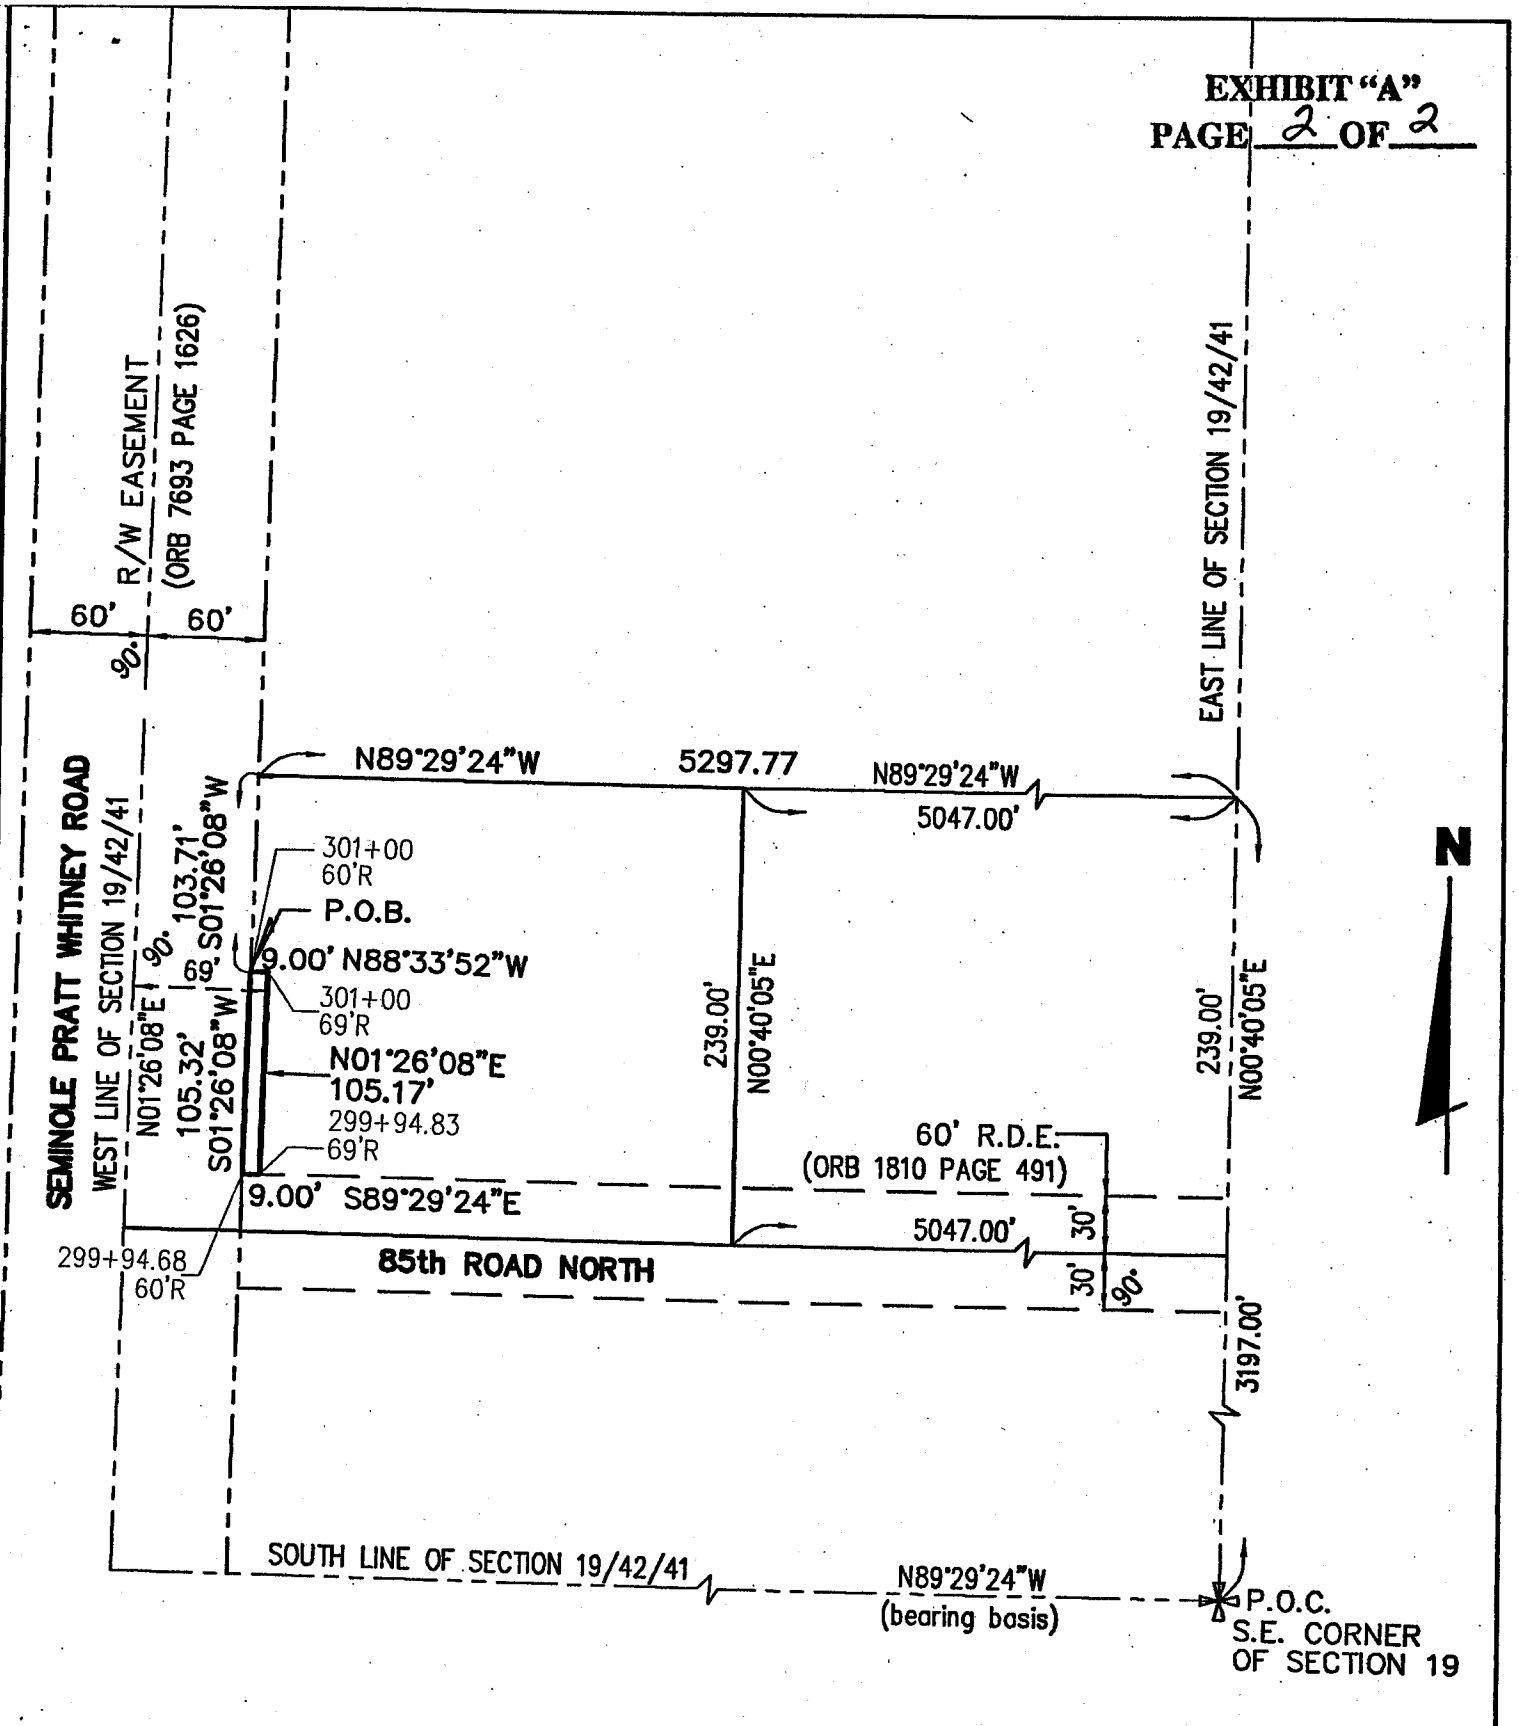 EXHIBIT “A”
PAGE 2 OF 2
R/W EASEMENT
(ORB 7693 PAGE 1626)
EAST LINE OF SECTION 19/42/41
60'
60'
90°
N89°29'24"W
5297.77
N89°29'24"W
5047.00'
SEMINOLE PRATT WHITNEY ROAD
WEST LINE OF SECTION 19/42/41
N01°26'08"E
103.71'
S01°26'08"W
301+00
60'R
P.O.B.
N
90°
69'
9.00' N88°33'52"W
301+00
69'R
105.32'
S01°26'08"W
N01°26'08"E
105.17'
299+94.83
69'R
239.00'
N00°40'05"E
239.00'
N00°40'05"E
60' R.D.E.
(ORB 1810 PAGE 491)
9.00' S89°29'24"E
30'
5047.00'
85th ROAD NORTH
299+94.68
60'R
30'
90°
3197.00'
SOUTH LINE OF SECTION 19/42/41
N89°29'24"W
(bearing basis)
P.O.C.
S.E. CORNER
OF SECTION 19